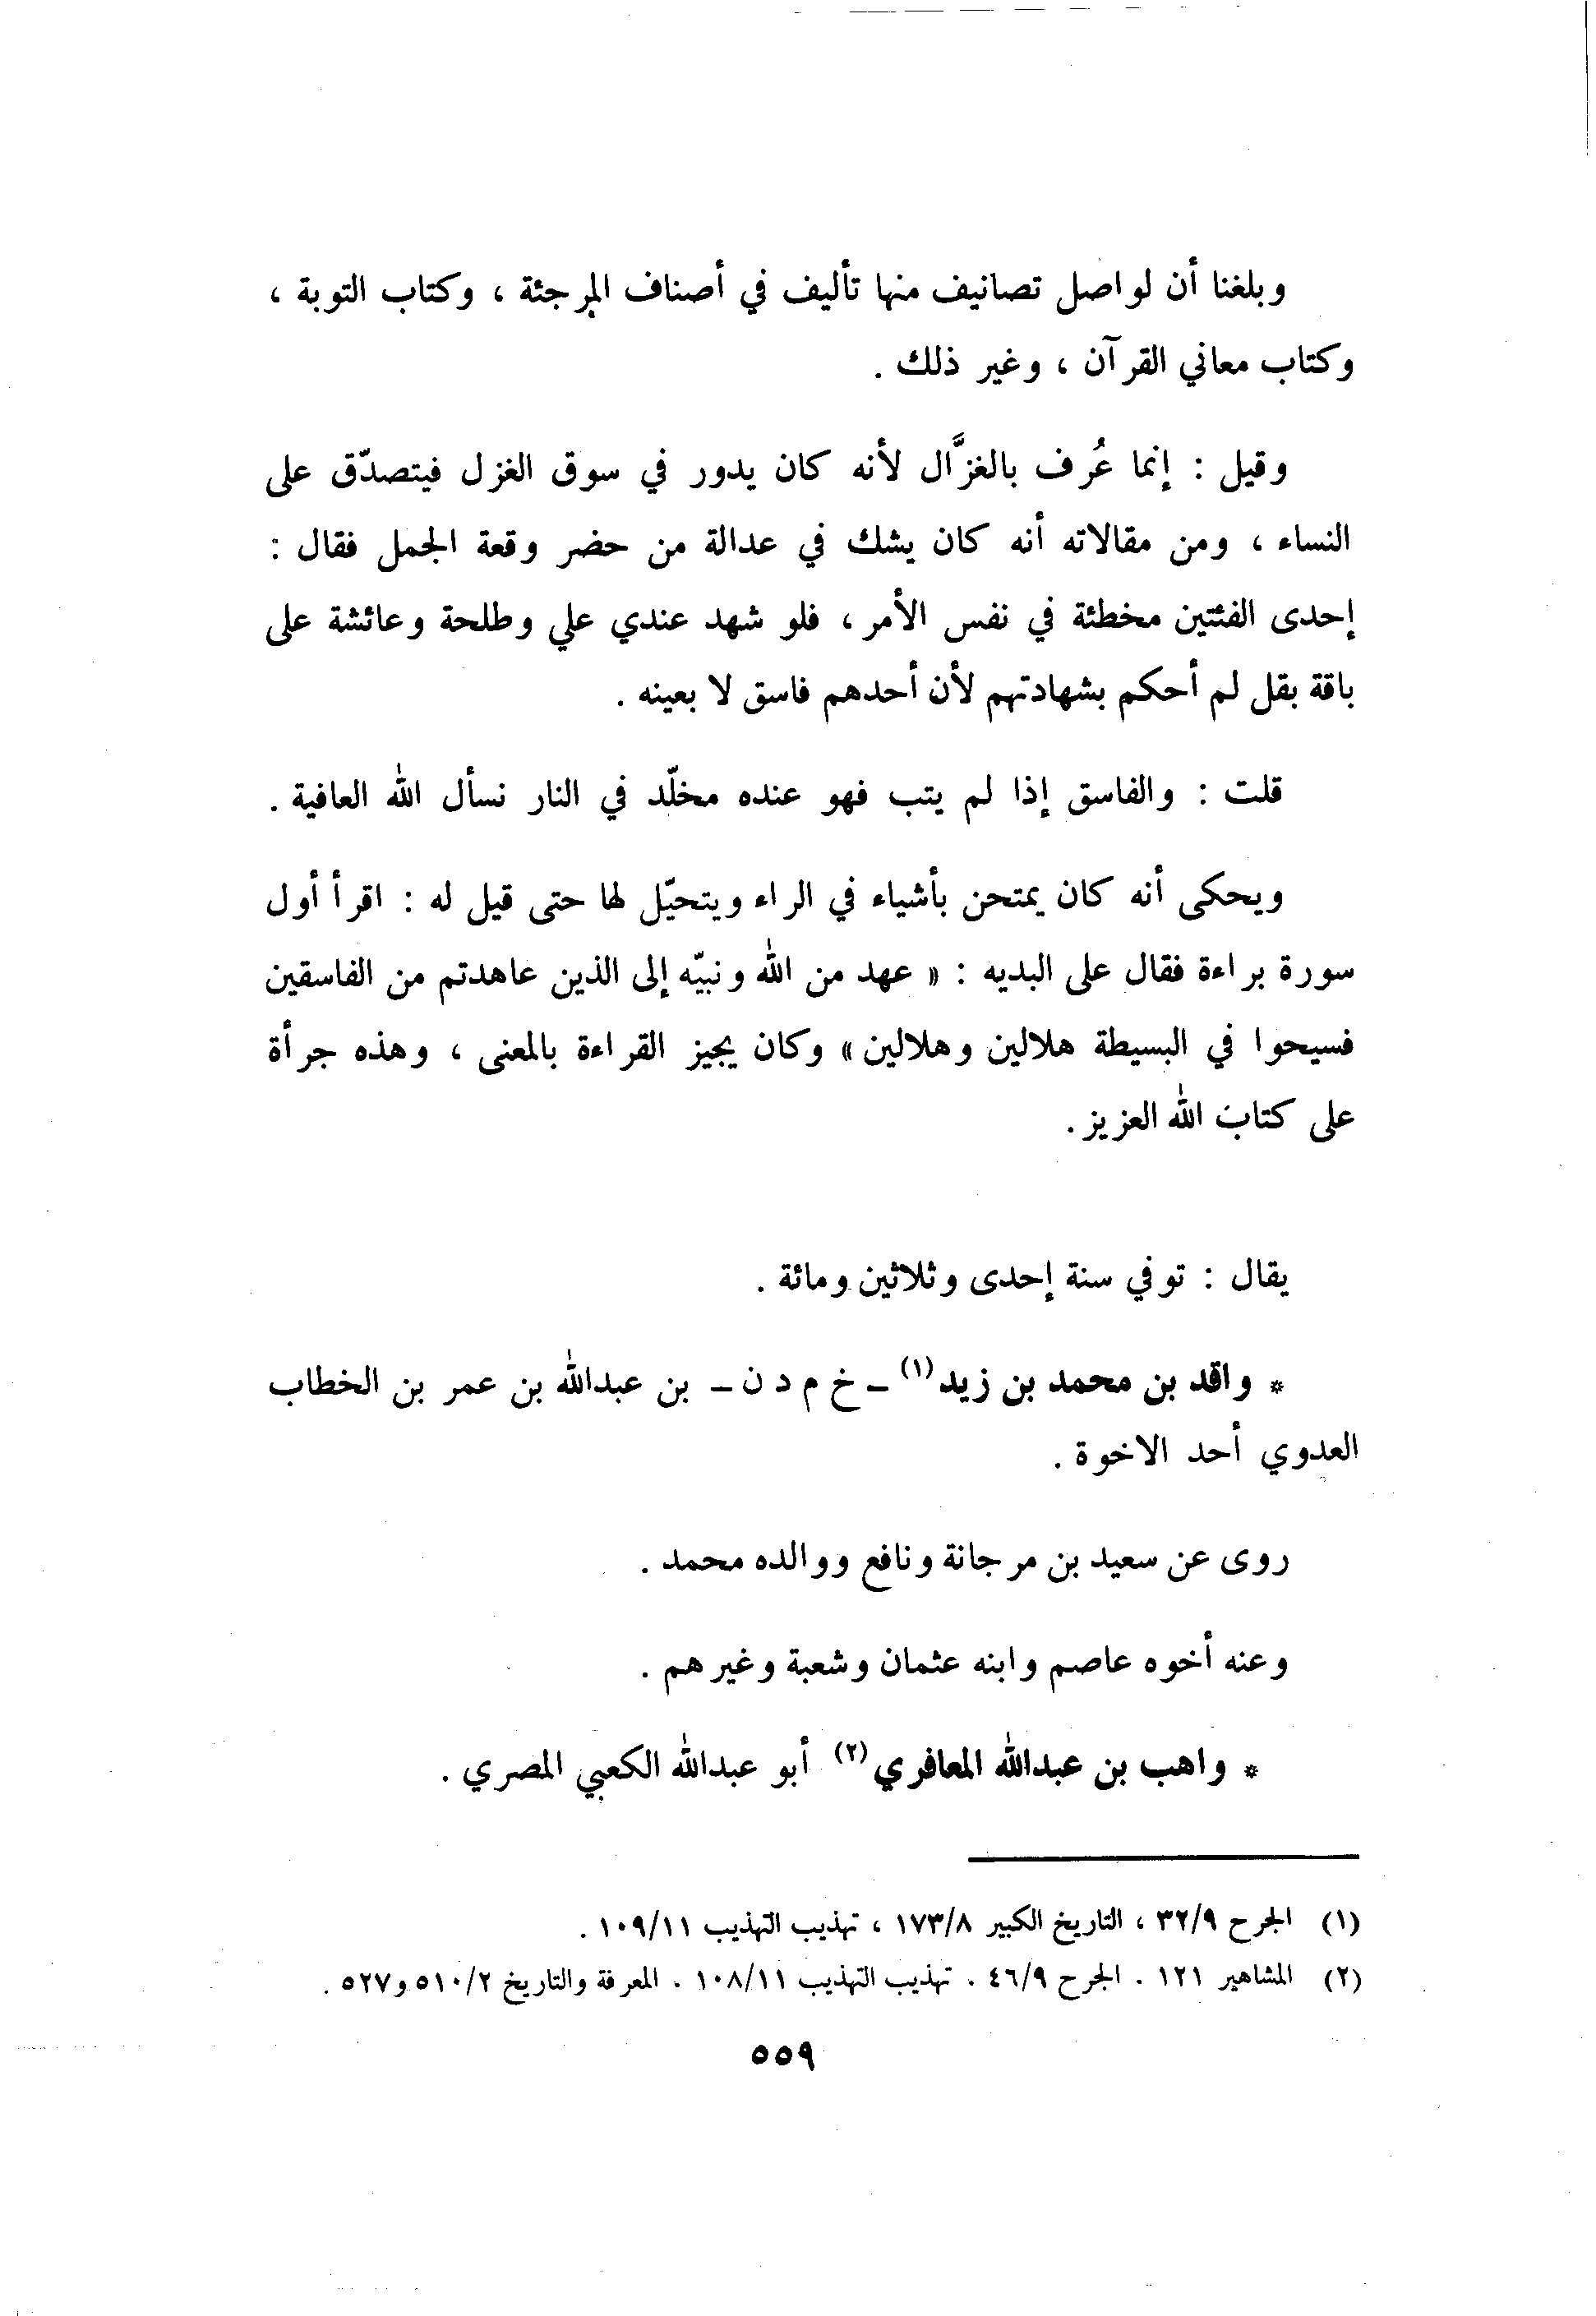 وبلغنا أن لواصل تصانيف منها تأليف في أصناف المرجئة ، وكتاب التوبة ،
وكتاب معاني القرآن ، وغير ذلك .
وقيل : إنما عُرف بالغزَّال لأنه كان يدور في سوق الغزل فيتصدّق على
النساء ، ومن مقالاته أنه كان يشك في عدالة من حضر وقعة الجمل فقال :
إحدى الفئتين مخطئة في نفس الأمر ، فلو شهد عندي علي وطلحة وعائشة على
باقة بقل لم أحكم بشهادتهم لأن أحدهم فاسق لا بعينه .
قلت : والفاسق إذا لم يتب فهو عنده مخلّد في النار نسأل الله العافية .
ويحكى أنه كان يمتحن بأشياء في الراء ويتحيّل لها حتى قيل له : اقرأ أول
سورة براءة فقال على البديه : « عهد من الله ونبيّه إلى الذين عاهدتم من الفاسقين
فسيحوا في البسيطة هلالين وهلالين » وكان يجيز القراءة بالمعنى ، وهذه جرأة
على كتاب الله العزيز .
يقال : توفي سنة إحدى وثلاثين ومائة .
* واقد بن محمد بن زيد (١) ــ خ م د ن ــ بن عبدالله بن عمر بن الخطاب
العدوي أحد الاخوة .
روى عن سعيد بن مرجانة ونافع ووالده محمد .
وعنه أخوه عاصم وابنه عثمان وشعبة وغيرهم .
* واهب بن عبدالله المعافري (٢) أبو عبدالله الكعبي المصري .
(١) الجرح ٣٢/٩ ، التاريخ الكبير ١٧٣/٨ ، تهذيب التهذيب ١٠٩/١١ .
(٢) المشاهير ١٢١ . الجرح ٤٦/٩ . تهذيب التهذيب ١٠٨/١١ . المعرفة والتاريخ ٥١٠/٢ و٥٢٧ .
٥٥٩